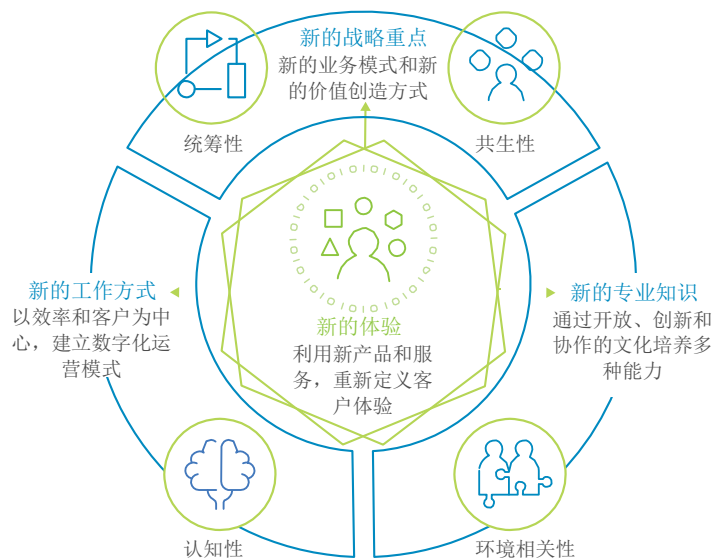 新的战略重点
新的业务模式和新
的价值创造方式
统筹性
共生性
新的工作方式
以效率和客户为中
心，建立数字化运
营模式
新的体验
利用新产品和服
务，重新定义客
户体验
新的专业知识
通过开放、创新和
协作的文化培养多
种能力
认知性
环境相关性